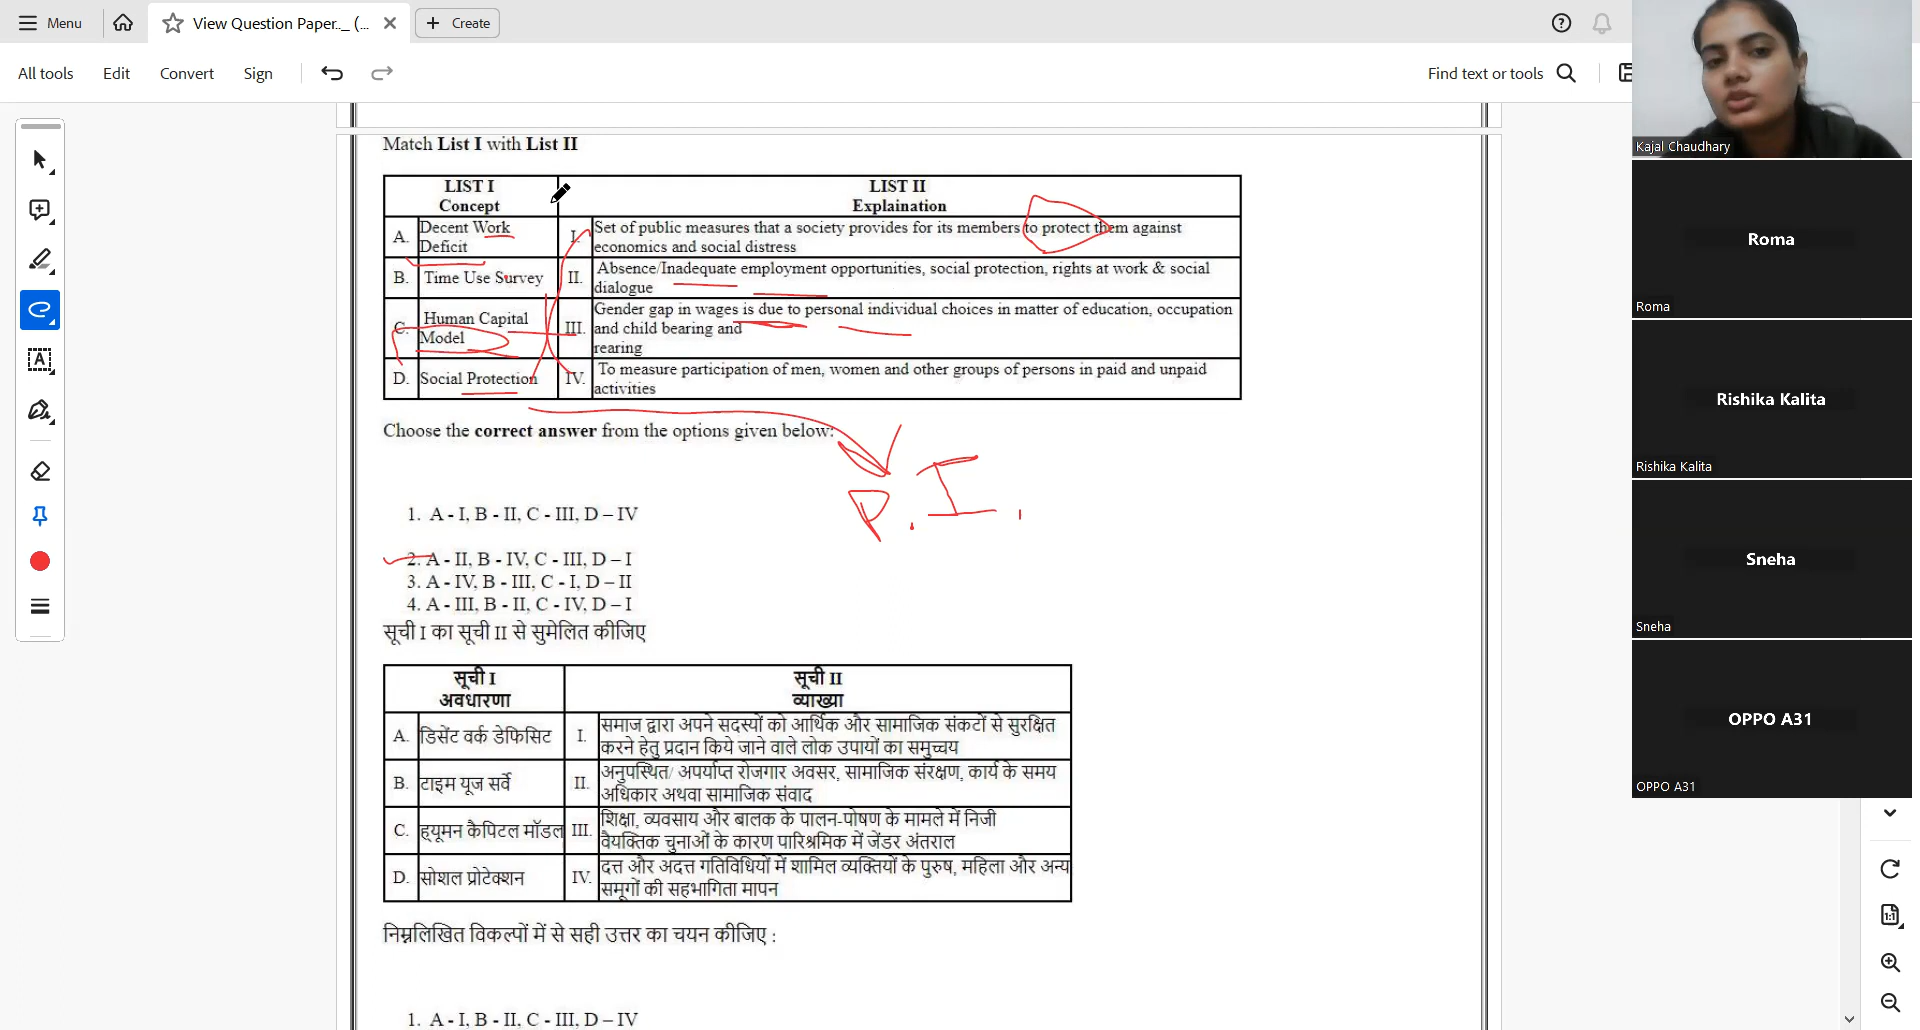 Menu
View Question Paper.._ (...
Create
All tools
Edit
Convert
Sign
Find text or tools
Match List I with List II
LIST I
Concept
LIST II
Explaination
A. Decent Work Deficit
I. Set of public measures that a society provides for its members to protect them against
economics and social distress
B. Time Use Survey
II. Absence/Inadequate employment opportunities, social protection, rights at work & social
dialogue
C. Human Capital Model
III. Gender gap in wages is due to personal individual choices in matter of education, occupation
and child bearing and
rearing
D. Social Protection
IV. To measure participation of men, women and other groups of persons in paid and unpaid
activities
Choose the correct answer from the options given below:
D. I.
1. A - I, B - II, C - III, D – IV
2. A - II, B - IV, C - III, D – I
3. A - IV, B - III, C - I, D – II
4. A - III, B - II, C - IV, D – I
सूची I का सूची II से सुमेलित कीजिए
सूची I
अवधारणा
सूची II
व्याख्या
A. डिसेंट वर्क डेफिसिट
I. समाज द्वारा अपने सदस्यों को आर्थिक और सामाजिक संकटों से सुरक्षित
करने हेतु प्रदान किये जाने वाले लोक उपायों का समुच्चय
B. टाइम यूज सर्वे
II. अनुपस्थित/ अपर्याप्त रोजगार अवसर, सामाजिक संरक्षण, कार्य के समय
अधिकार अथवा सामाजिक संवाद
C. ह्यूमन कैपिटल मॉडल
III. शिक्षा, व्यवसाय और बालक के पालन-पोषण के मामले में निजी
वैयक्तिक चुनाओं के कारण पारिश्रमिक में जेंडर अंतराल
D. सोशल प्रोटेक्शन
IV. दत्त और अदत्त गतिविधियों में शामिल व्यक्तियों के पुरुष, महिला और अन्य
समूगों की सहभागिता मापन
निम्नलिखित विकल्पों में से सही उत्तर का चयन कीजिए :
1. A - I, B - II, C - III, D – IV
Kajal Chaudhary
Roma
Roma
Rishika Kalita
Rishika Kalita
Sneha
Sneha
OPPO A31
OPPO A31